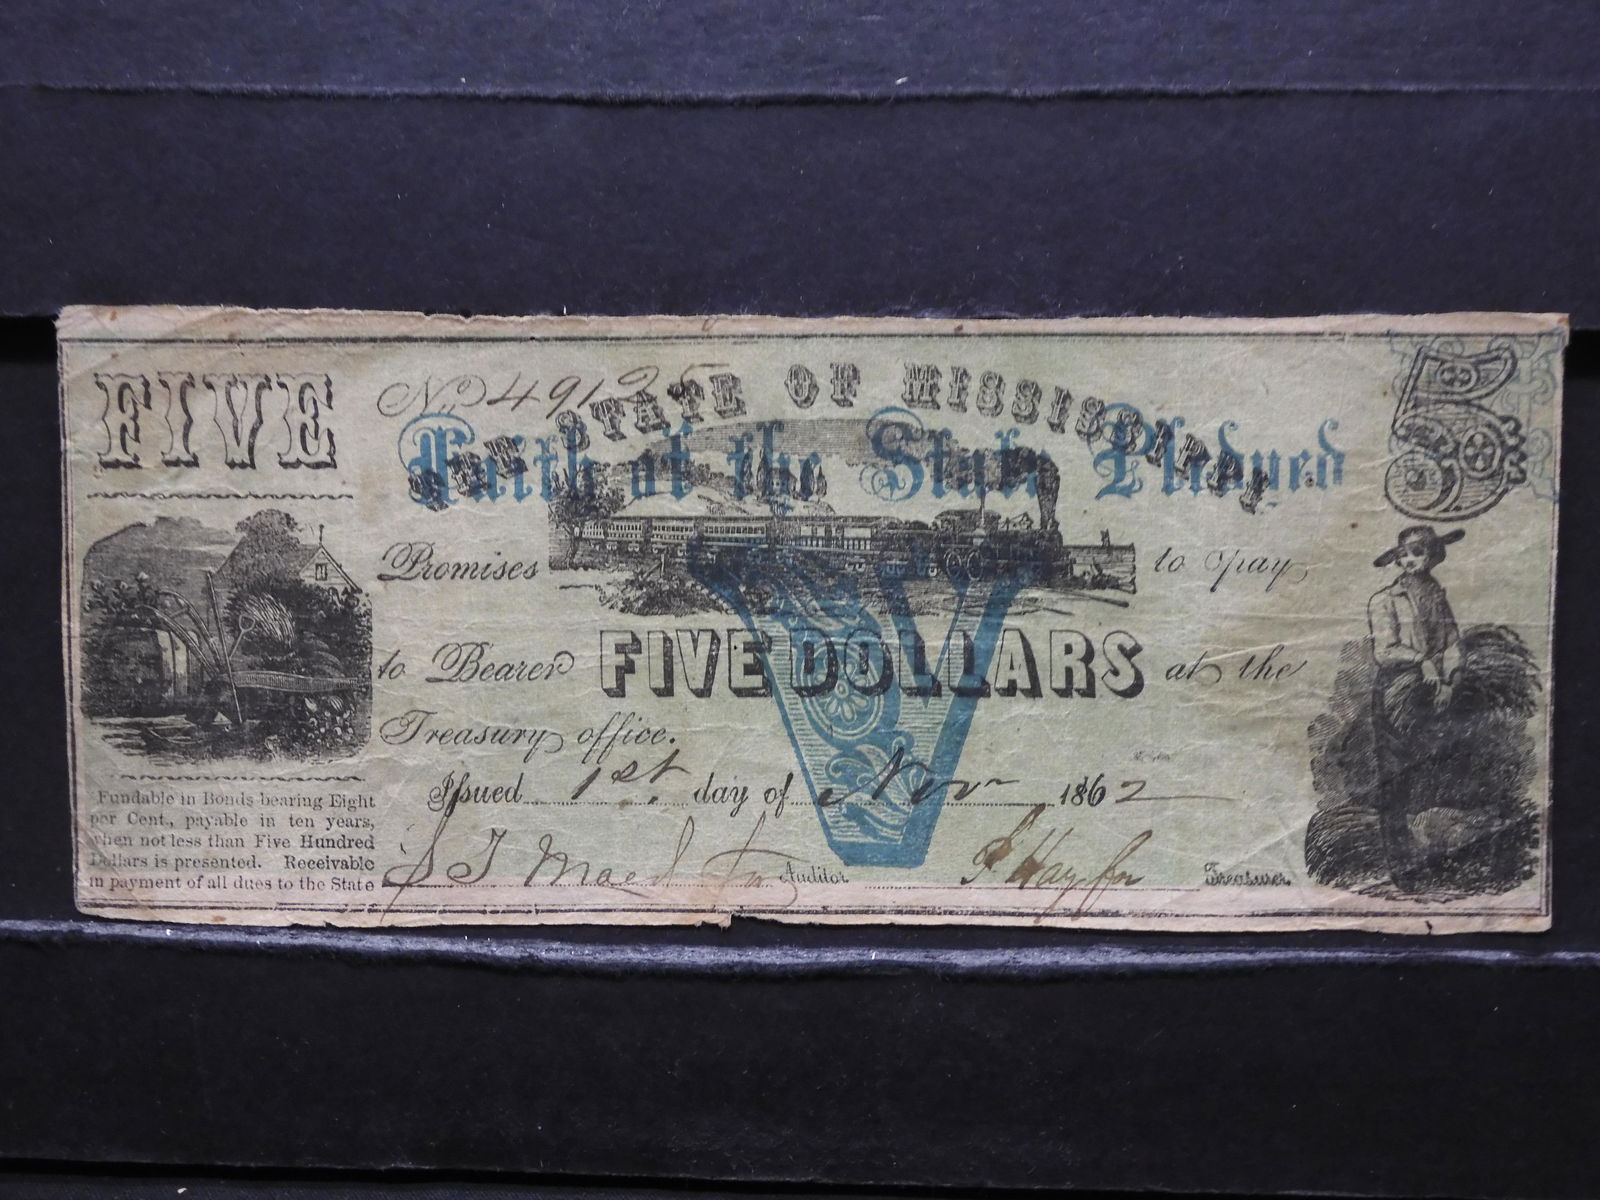 FIVE
No 49125
THE STATE OF MISSISSIPPI
5
Faith of the State Pledged
Promises to pay
to Bearer FIVE DOLLARS at the
Treasury office.
V
Issued 1st day of Nov 1862
Fundable in Bonds bearing Eight
per Cent., payable in ten years,
when not less than Five Hundred
Dollars is presented. Receivable
in payment of all dues to the State
Auditor
Treasurer